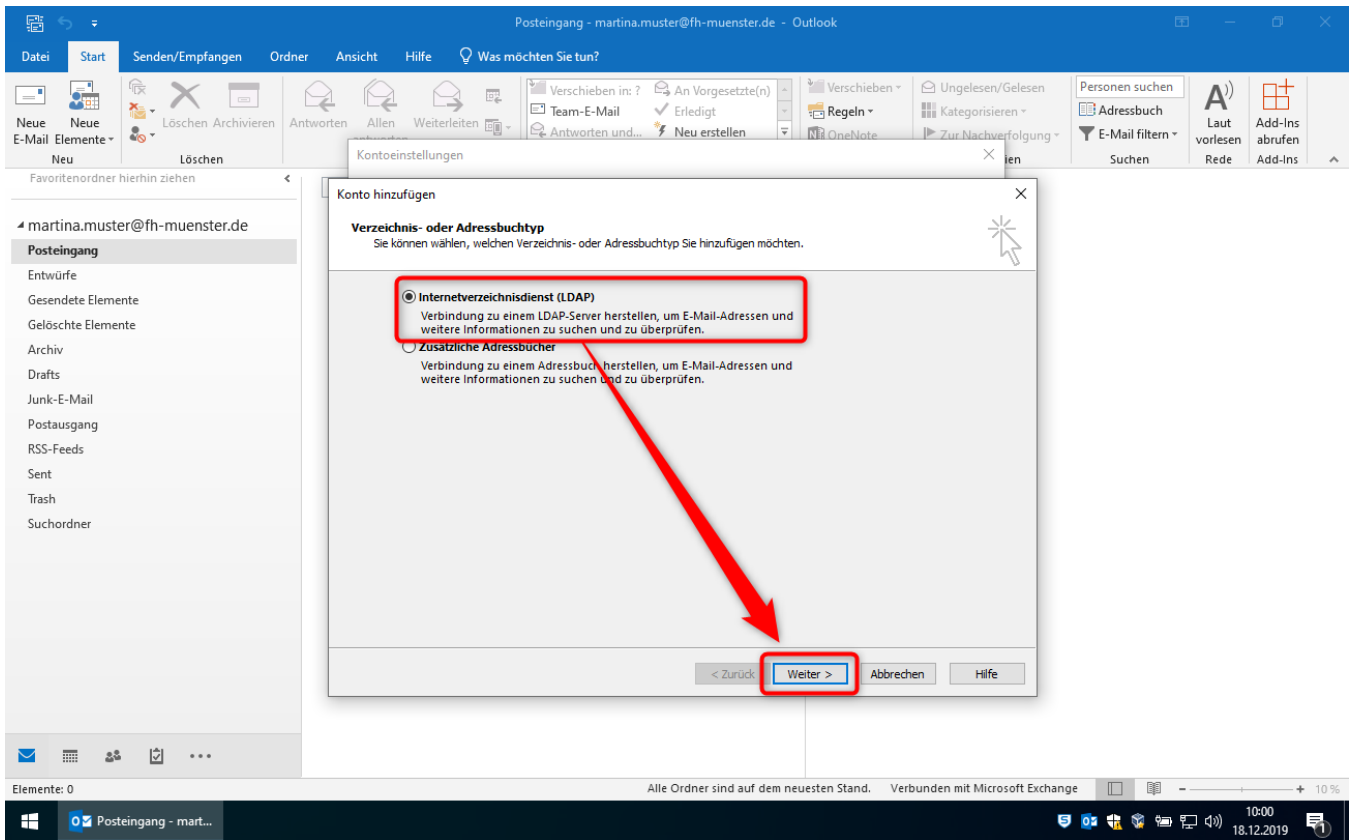 Posteingang - martina.muster@fh-muenster.de - Outlook
Datei Start Senden/Empfangen Ordner Ansicht Hilfe Was möchten Sie tun?
Neue E-Mail
Neue Elemente
Neu
Löschen Archivieren
Löschen
Antworten
Allen antworten
Weiterleiten
Verschieben in: ?
An Vorgesetzte(n)
Team-E-Mail
Erledigt
Antworten und...
Neu erstellen
Verschieben
Regeln
OneNote
Ungelesen/Gelesen
Kategorisieren
Zur Nachverfolgung
ien
Personen suchen
Adressbuch
E-Mail filtern
Suchen
Laut vorlesen
Rede
Add-Ins abrufen
Add-Ins
Favoritenordner hierhin ziehen
martina.muster@fh-muenster.de
Posteingang
Entwürfe
Gesendete Elemente
Gelöschte Elemente
Archiv
Drafts
Junk-E-Mail
Postausgang
RSS-Feeds
Sent
Trash
Suchordner
Kontoeinstellungen
Konto hinzufügen
Verzeichnis- oder Adressbuchtyp
Sie können wählen, welchen Verzeichnis- oder Adressbuchtyp Sie hinzufügen möchten.
Internetverzeichnisdienst (LDAP)
Verbindung zu einem LDAP-Server herstellen, um E-Mail-Adressen und
weitere Informationen zu suchen und zu überprüfen.
Zusätzliche Adressbücher
Verbindung zu einem Adressbuch herstellen, um E-Mail-Adressen und
weitere Informationen zu suchen und zu überprüfen.
< Zurück Weiter > Abbrechen Hilfe
Elemente: 0
Alle Ordner sind auf dem neuesten Stand. Verbunden mit Microsoft Exchange
10 %
Posteingang - mart...
10:00
18.12.2019